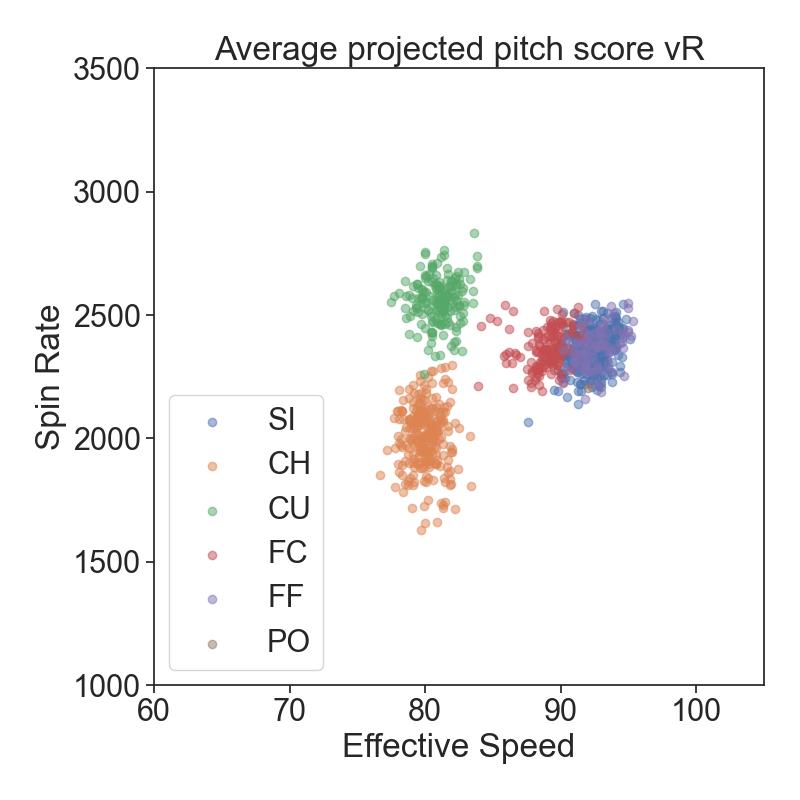 Average projected pitch score vR
3500
3000
2500
2000
1500
1000
Spin Rate
SI
CH
CU
FC
FF
PO
60 70 80 90 100
Effective Speed